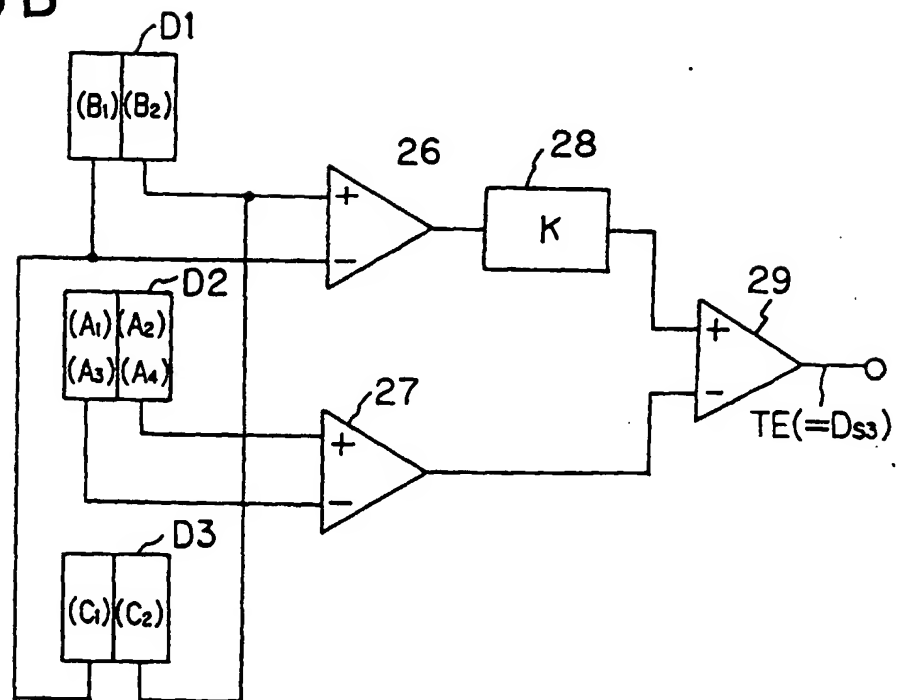 B
D1
(B1) (B2)
26
28
+
−
K
D2
(A1) (A2)
(A3) (A4)
27
+
−
29
+
−
TE(=DS3)
D3
(C1) (C2)